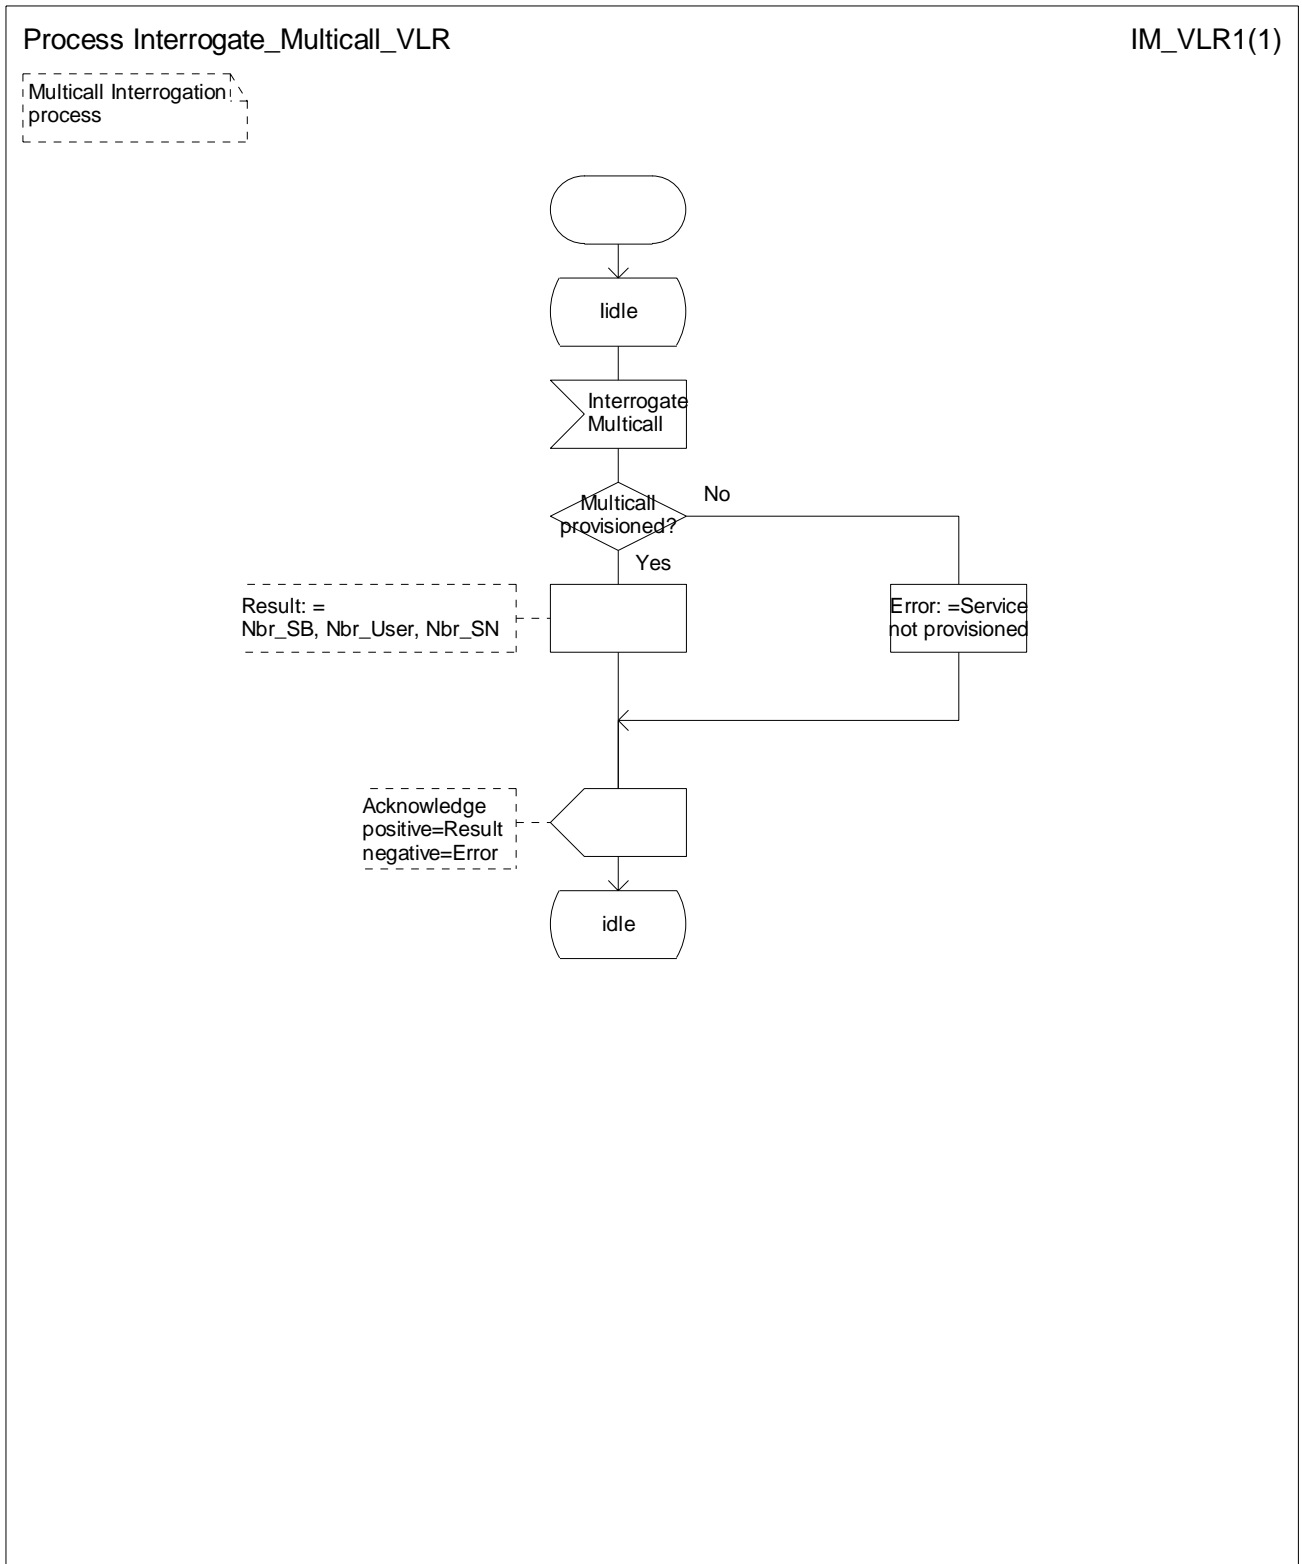 Process Interrogate_Multicall_VLR
IM_VLR1(1)
Multicall Interrogation
process
Iidle
Interrogate
Multicall
Multicall
provisioned?
No
Yes
Result: =
Nbr_SB, Nbr_User, Nbr_SN
Error: =Service
not provisioned
Acknowledge
positive=Result
negative=Error
idle